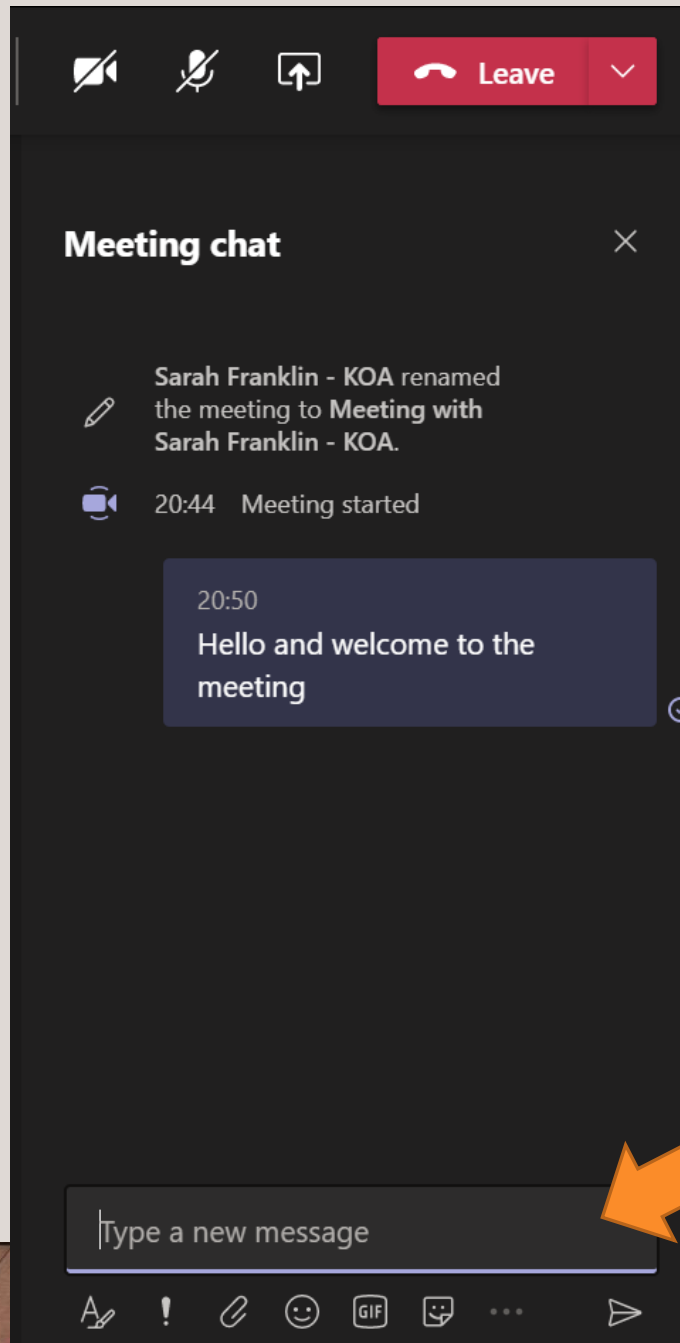 Leave
Meeting chat
Sarah Franklin - KOA renamed
the meeting to Meeting with
Sarah Franklin - KOA.
20:44 Meeting started
20:50
Hello and welcome to the
meeting
Type a new message
GIF